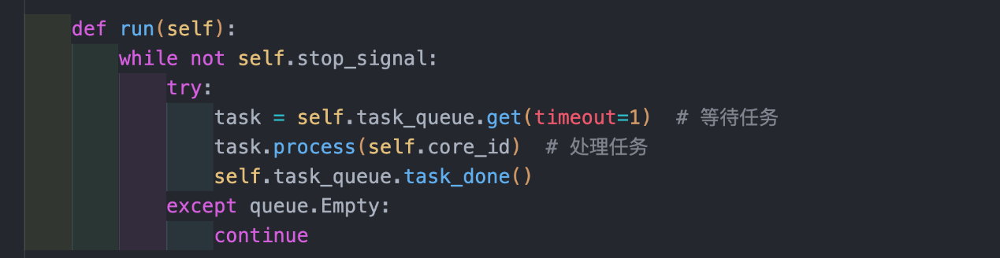 def run(self):
while not self.stop_signal:
try:
task = self.task_queue.get(timeout=1)  # 等待任务
task.process(self.core_id)  # 处理任务
self.task_queue.task_done()
except queue.Empty:
continue